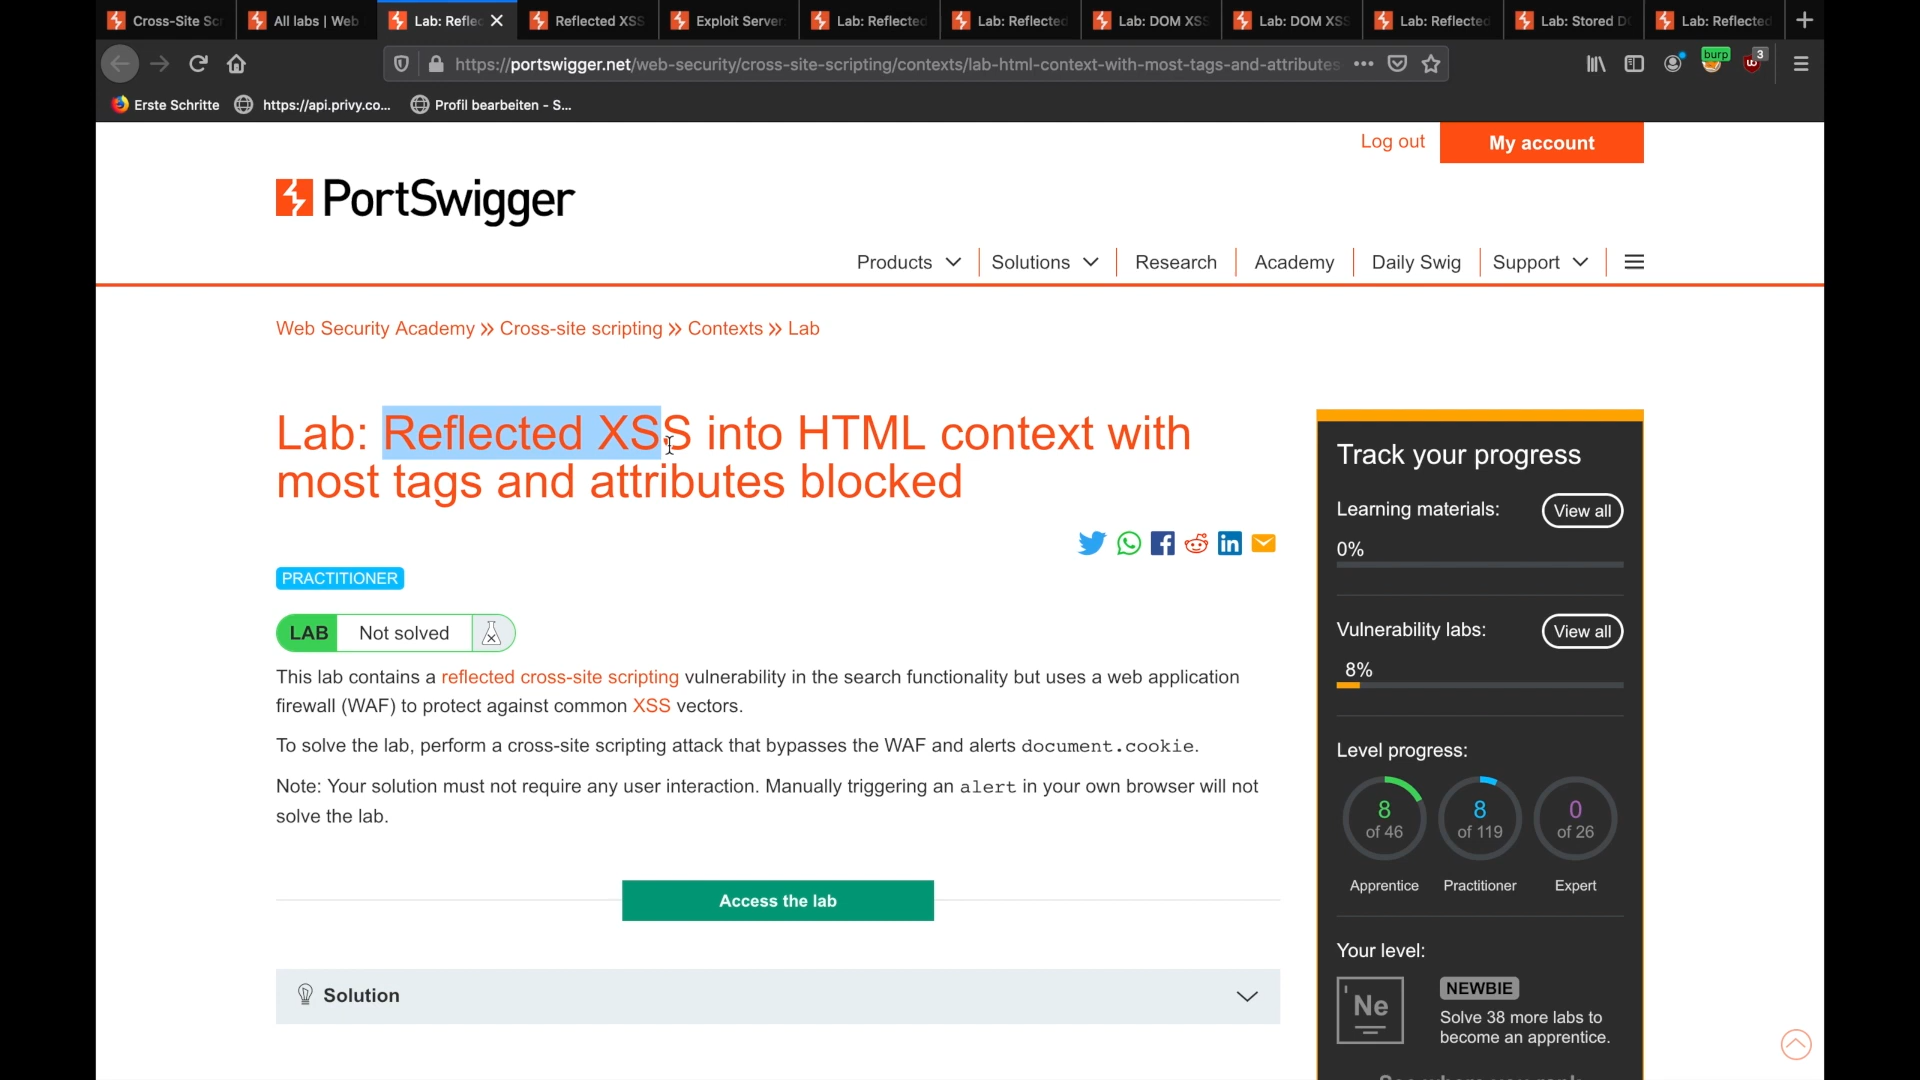 Cross-Site Scr
All labs | Web
Lab: Reflec
Reflected XSS
Exploit Server:
Lab: Reflected
Lab: Reflected
Lab: DOM XSS
Lab: DOM XSS
Lab: Reflected
Lab: Stored D
Lab: Reflected
https://portswigger.net/web-security/cross-site-scripting/contexts/lab-html-context-with-most-tags-and-attributes
burp
3
Erste Schritte
https://api.privy.co...
Profil bearbeiten - S...
Log out
My account
PortSwigger
Products
Solutions
Research
Academy
Daily Swig
Support
Web Security Academy » Cross-site scripting » Contexts » Lab
Lab: Reflected XSS into HTML context with
most tags and attributes blocked
PRACTITIONER
LAB Not solved
This lab contains a reflected cross-site scripting vulnerability in the search functionality but uses a web application
firewall (WAF) to protect against common XSS vectors.
To solve the lab, perform a cross-site scripting attack that bypasses the WAF and alerts document.cookie.
Note: Your solution must not require any user interaction. Manually triggering an alert in your own browser will not
solve the lab.
Access the lab
Solution
Track your progress
Learning materials:
View all
0%
Vulnerability labs:
View all
8%
Level progress:
8
of 46
8
of 119
0
of 26
Apprentice
Practitioner
Expert
Your level:
Ne
NEWBIE
Solve 38 more labs to
become an apprentice.